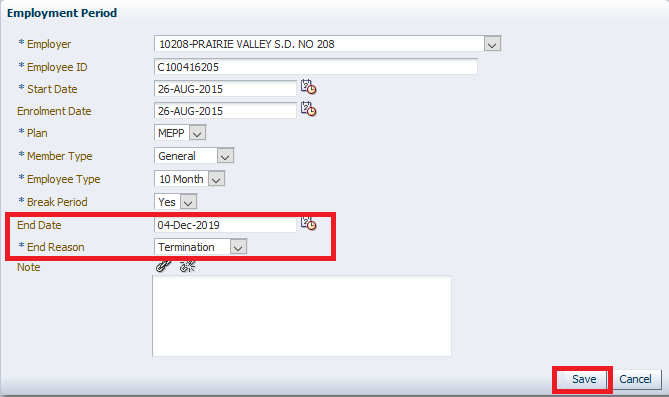 Employment Period
* Employer 10208-PRAIRIE VALLEY S.D. NO 208
* Employee ID C100416205
* Start Date 26-AUG-2015
Enrolment Date 26-AUG-2015
* Plan MEPP
* Member Type General
* Employee Type 10 Month
* Break Period Yes
End Date 04-Dec-2019
* End Reason Termination
Note
Save Cancel